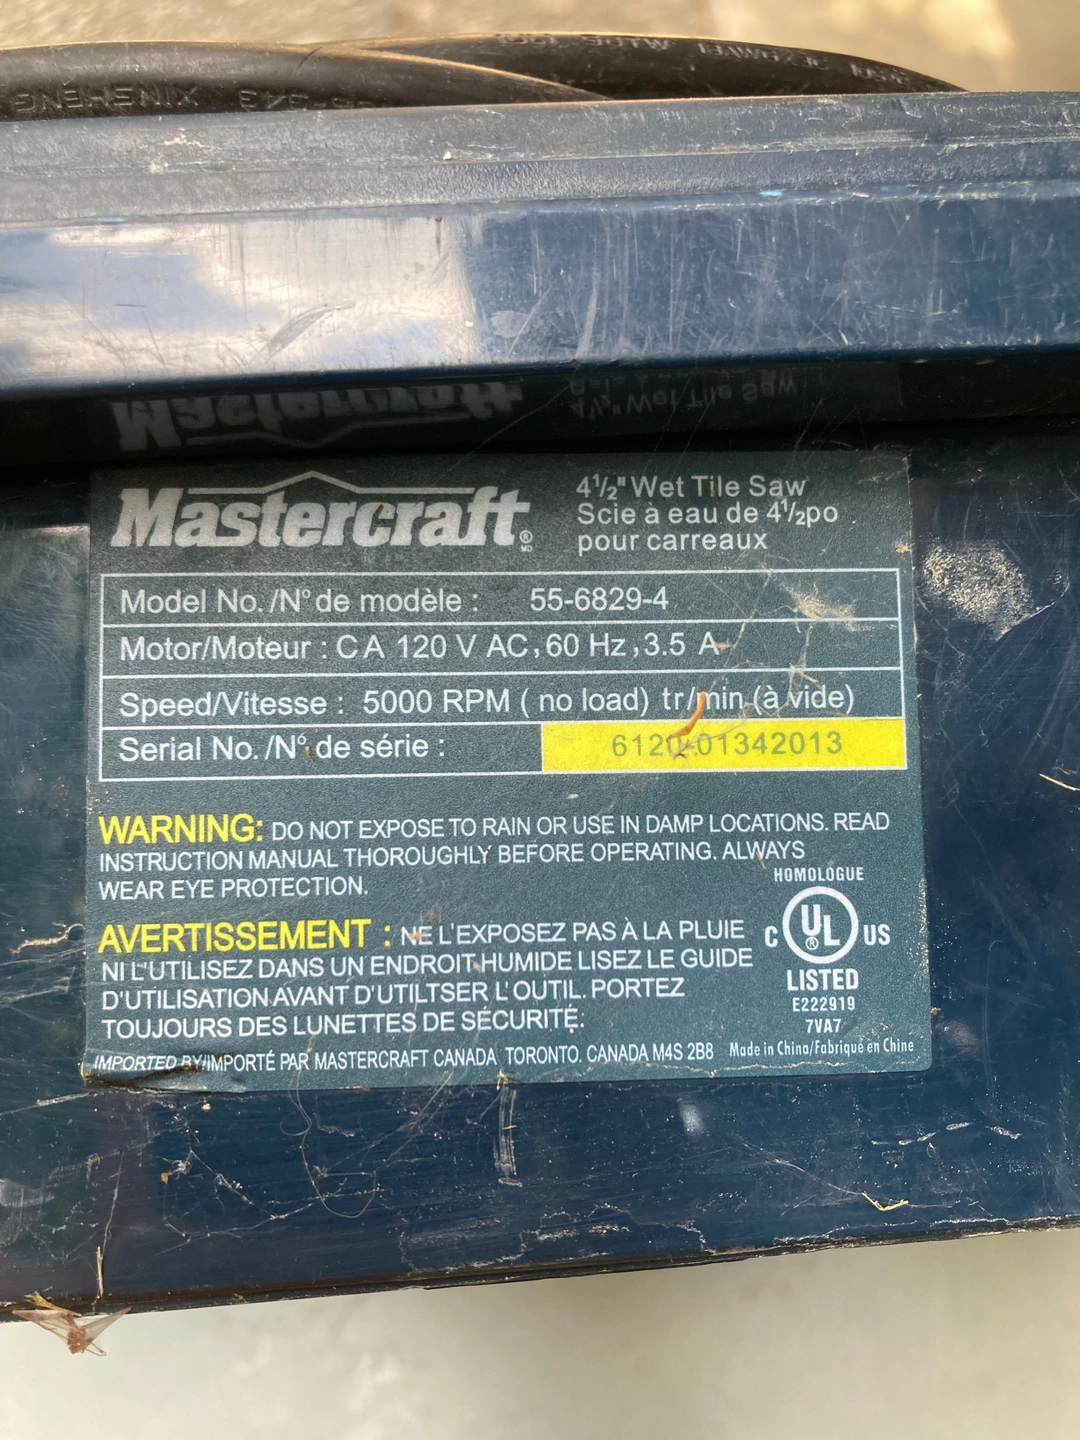 Mastercraft® MD
4½" Wet Tile Saw
Scie à eau de 4½po
pour carreaux
Model No./N° de modèle : 55-6829-4
Motor/Moteur : CA 120 V AC, 60 Hz, 3.5 A
Speed/Vitesse : 5000 RPM ( no load) tr/min (à vide)
Serial No./N° de série : 01342013
WARNING: DO NOT EXPOSE TO RAIN OR USE IN DAMP LOCATIONS. READ
INSTRUCTION MANUAL THOROUGHLY BEFORE OPERATING. ALWAYS
WEAR EYE PROTECTION.
AVERTISSEMENT : NE L'EXPOSEZ PAS À LA PLUIE
NI L'UTILISEZ DANS UN ENDROIT HUMIDE LISEZ LE GUIDE
D'UTILISATION AVANT D'UTILTSER L'OUTIL. PORTEZ
TOUJOURS DES LUNETTES DE SÉCURITÉ.
HOMOLOGUE
C UL® US
LISTED
E222919
7VA7
IMPORTED BY/IMPORTÉ PAR MASTERCRAFT CANADA TORONTO. CANADA M4S 2B8
Made in China/Fabriqué en Chine